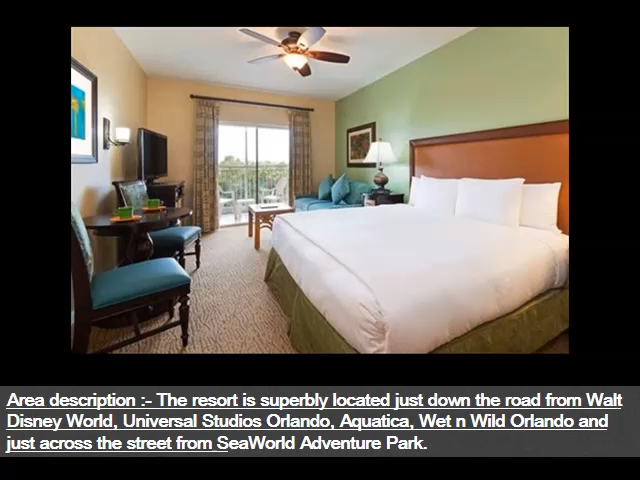 Area description :- The resort is superbly located just down the road from Walt
Disney World, Universal Studios Orlando, Aquatica, Wet n Wild Orlando and
just across the street from SeaWorld Adventure Park.